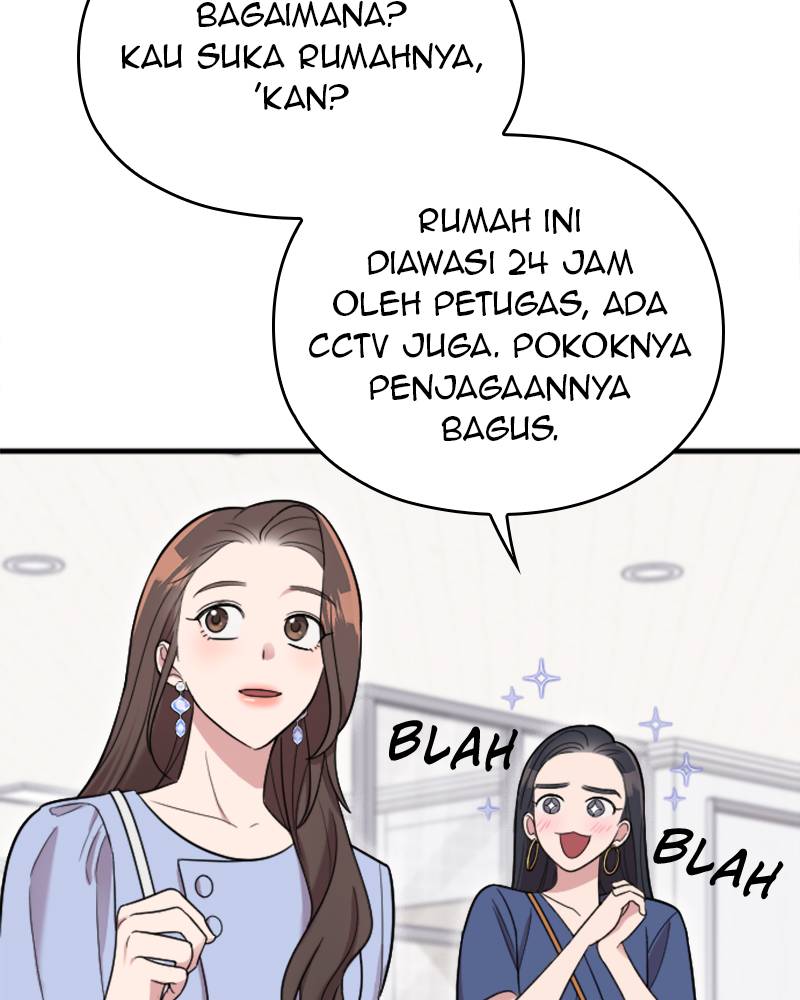 BAGAIMANA?
KAU SUKA RUMAHNYA,
'KAN?
RUMAH INI
DIAWASI 24 JAM
OLEH PETUGAS, ADA
CCTV JUGA. POKOKNYA
PENJAGAANNYA
BAGUS.
BLAH
BLAH